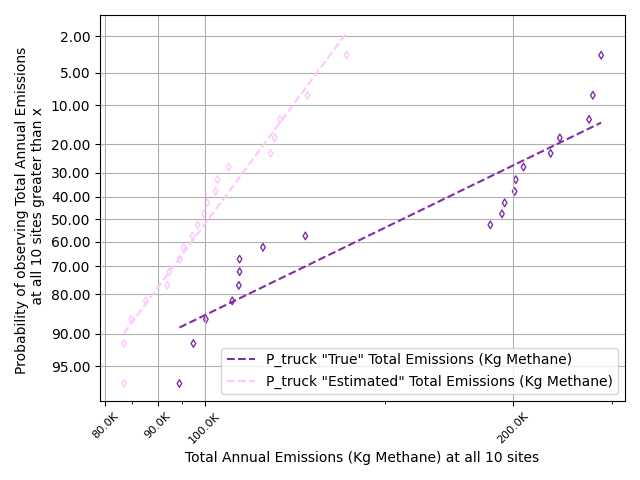 Probability of observing Total Annual Emissions
at all 10 sites greater than x
2.00
5.00
10.00
20.00
30.00
40.00
50.00
60.00
70.00
80.00
90.00
95.00
P_truck "True" Total Emissions (Kg Methane)
P_truck "Estimated" Total Emissions (Kg Methane)
80.0K
90.0K
100.0K
200.0K
Total Annual Emissions (Kg Methane) at all 10 sites